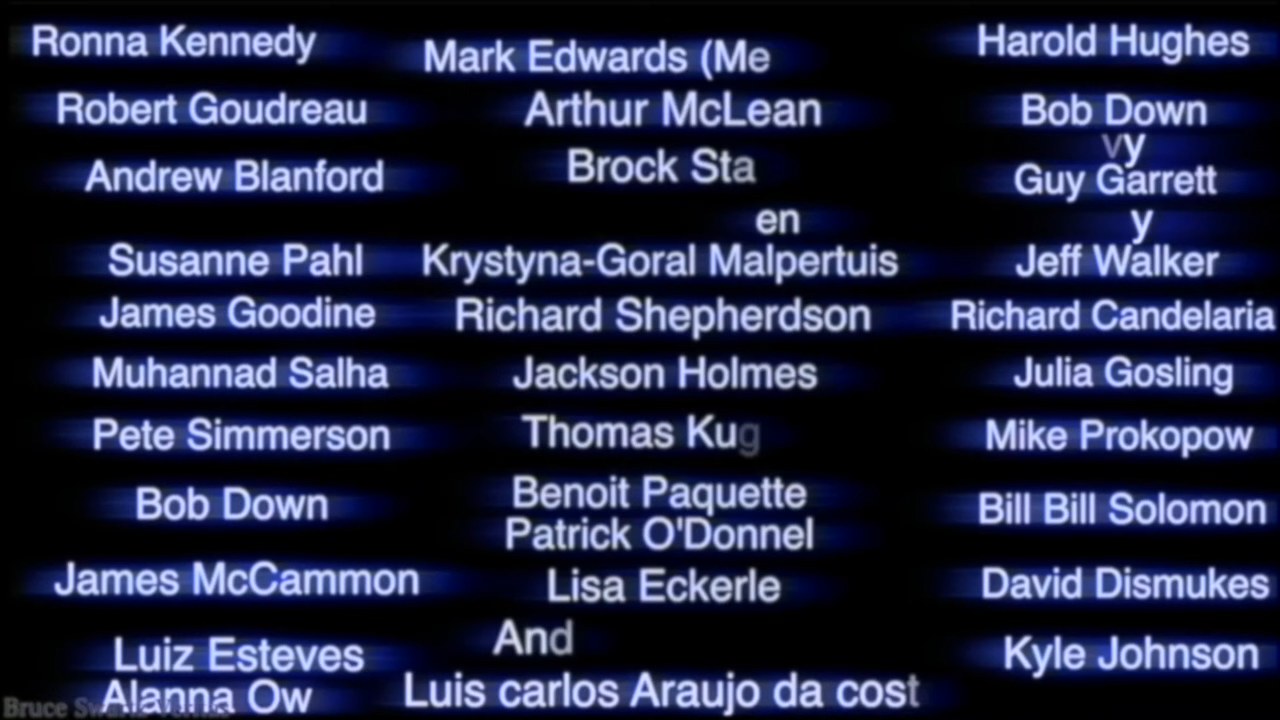 Ronna Kennedy
Robert Goudreau
Andrew Blanford
Susanne Pahl
James Goodine
Muhannad Salha
Pete Simmerson
Bob Down
James McCammon
Luiz Esteves
Alanna Ow
Mark Edwards (Me
Arthur McLean
Brock Sta
en
Krystyna-Goral Malpertuis
Richard Shepherdson
Jackson Holmes
Thomas Kug
Benoit Paquette
Patrick O'Donnel
Lisa Eckerle
And
Luis carlos Araujo da cost
Harold Hughes
Bob Down
vy
Guy Garrett
y
Jeff Walker
Richard Candelaria
Julia Gosling
Mike Prokopow
Bill Bill Solomon
David Dismukes
Kyle Johnson
Bruce